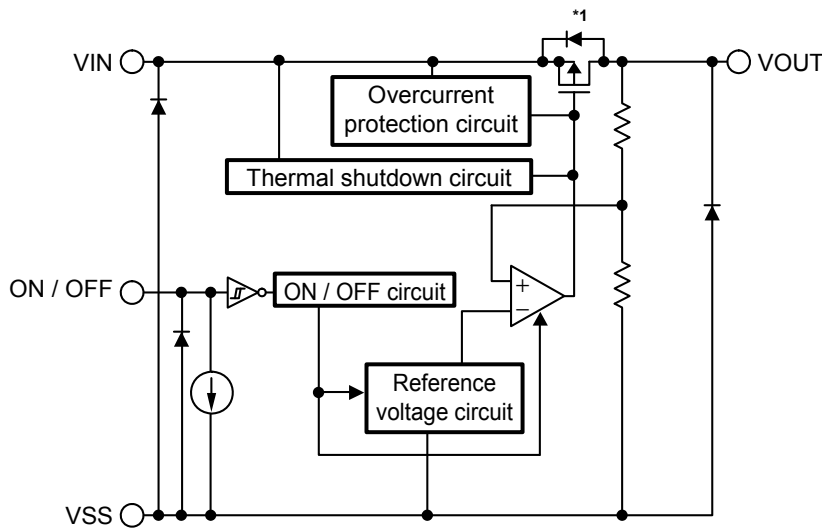 *1
VIN
VOUT
Overcurrent
protection circuit
Thermal shutdown circuit
ON / OFF
ON / OFF circuit
+
−
Reference
voltage circuit
VSS